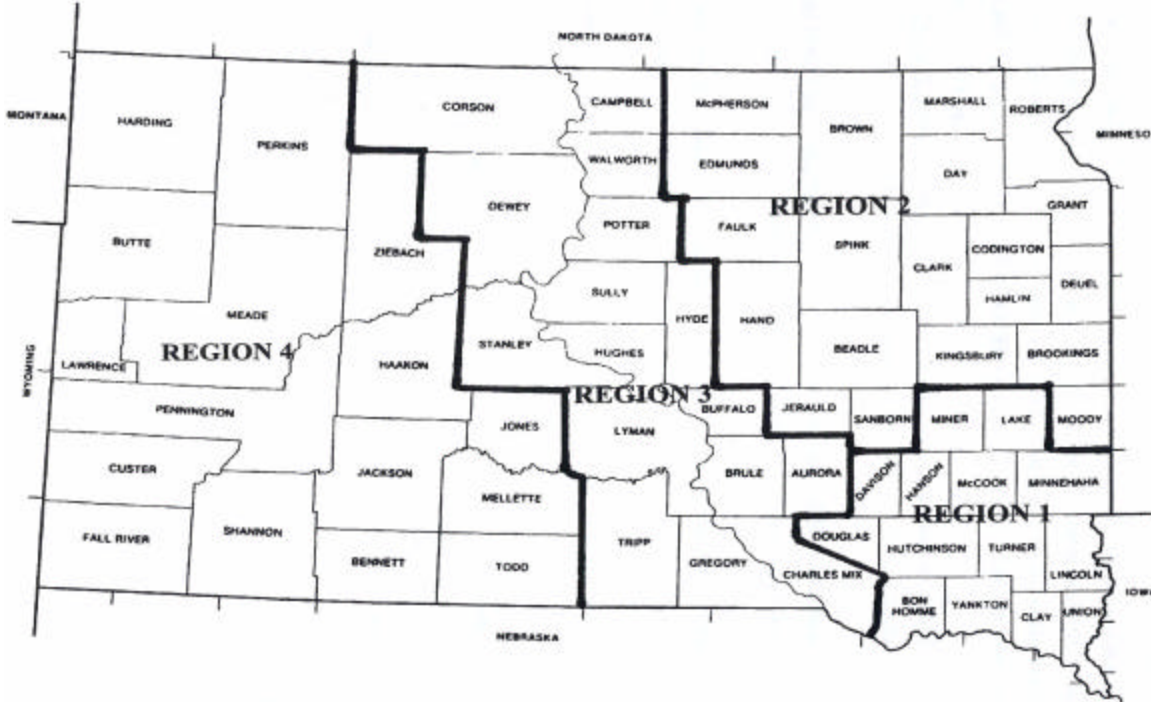 NORTH DAKOTA
CORSON
CAMPBELL
McPHERSON
BROWN
MARSHALL
ROBERTS
MONTANA
HARDING
PERKINS
MINNESO
WALWORTH
EDMUNDS
DAY
DEWEY
REGION 2
GRANT
BUTTE
ZIEBACH
POTTER
FAULK
SPINK
CLARK
CODINGTON
DEUEL
SULLY
HAMLIN
MEADE
HYDE
HAND
STANLEY
HUGHES
BEADLE
KINGSBURY
BROOKINGS
WYOMING
LAWRENCE
REGION 4
HAAKON
REGION 3
BUFFALO
JERAULD
SANBORN
MINER
LAKE
MOODY
PENNINGTON
JONES
LYMAN
CUSTER
JACKSON
BRULE
AURORA
DAVISON
HANSON
McCOOK
MINNEHAHA
MELLETTE
REGION 1
FALL RIVER
SHANNON
TRIPP
DOUGLAS
HUTCHINSON
TURNER
BENNETT
TODD
GREGORY
CHARLES MIX
LINCOLN
BON
HOMME
YANKTON
CLAY
UNION
IOWA
NEBRASKA